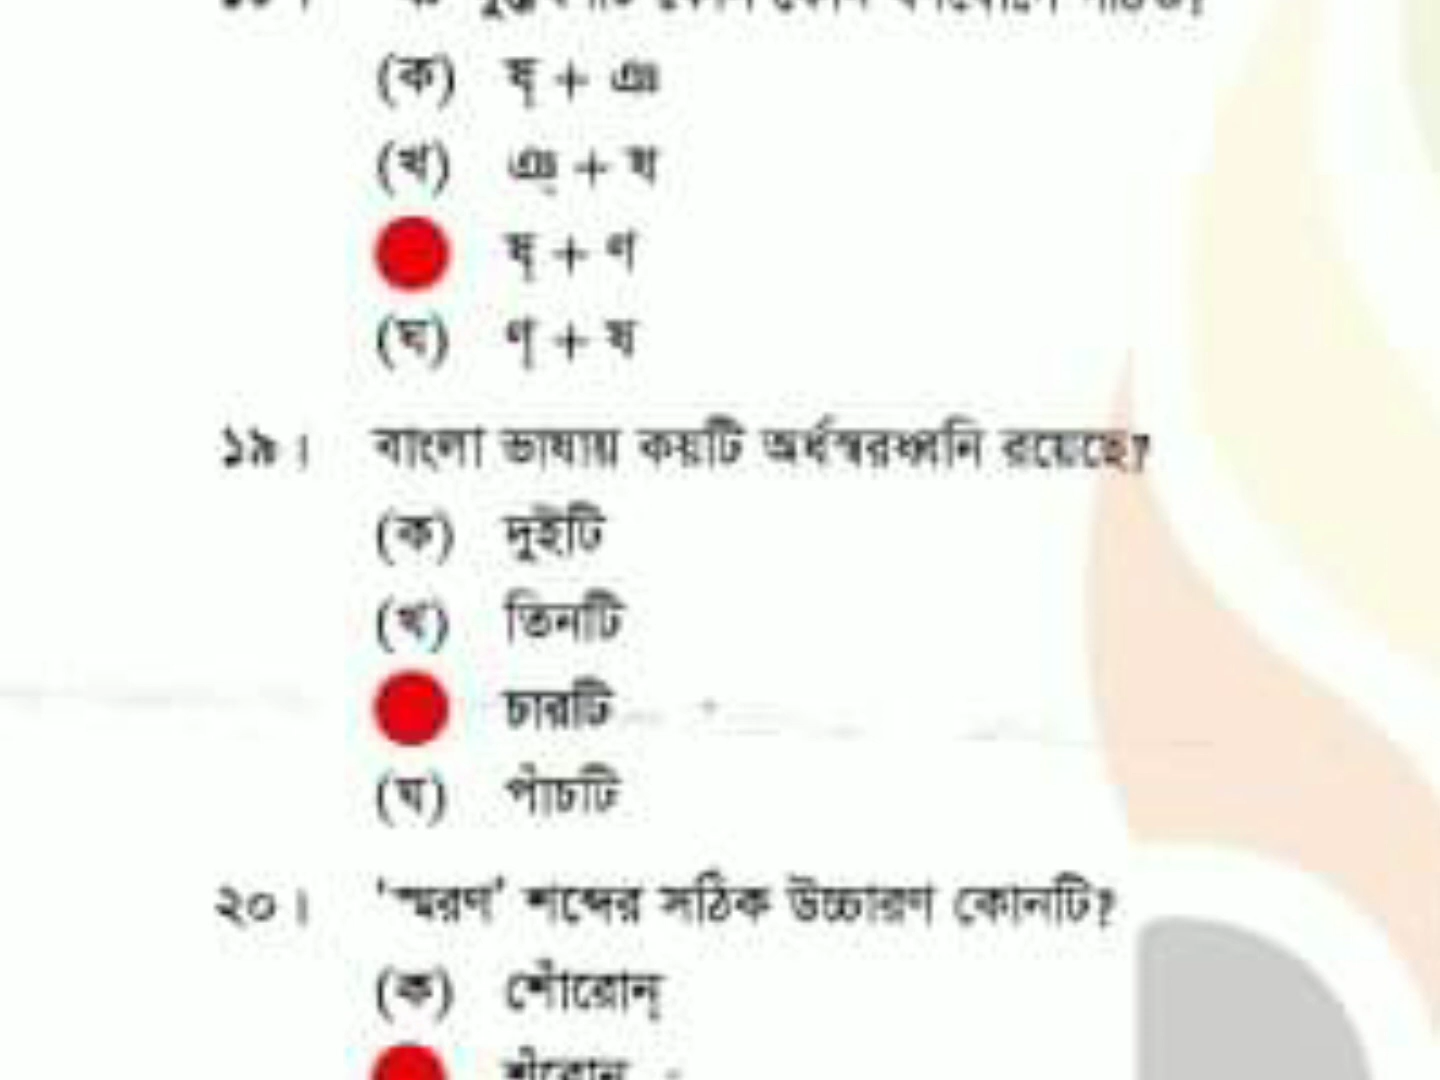 (ক) ষ্ + ঞ
(খ) ঞ্ + ষ
ষ্ + ণ
(ঘ) ণ্ + ষ
১৯। বাংলা ভাষায় কয়টি অর্ধস্বরধ্বনি রয়েছে?
(ক) দুইটি
(খ) তিনটি
চারটি
(ঘ) পাঁচটি
২০। 'স্মরণ' শব্দের সঠিক উচ্চারণ কোনটি?
(ক) শোঁরোন্